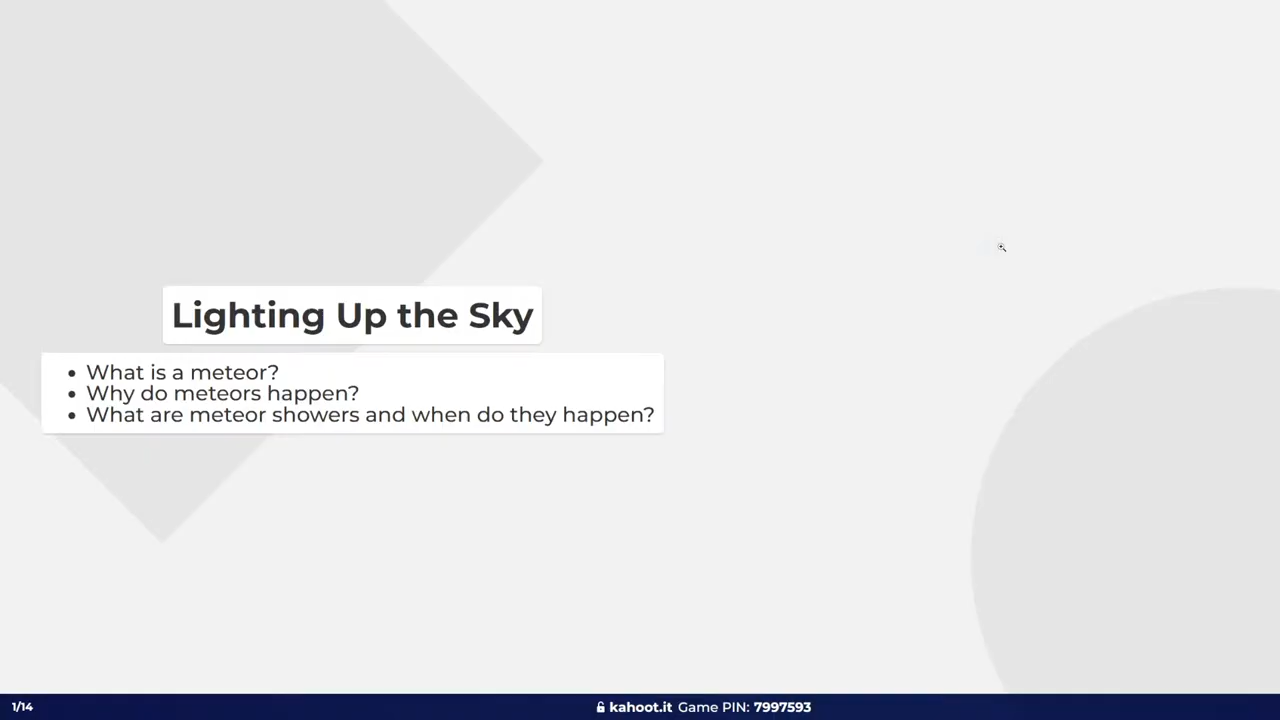 Lighting Up the Sky
• What is a meteor?
• Why do meteors happen?
• What are meteor showers and when do they happen?
1/14
kahoot.it Game PIN: 7997593